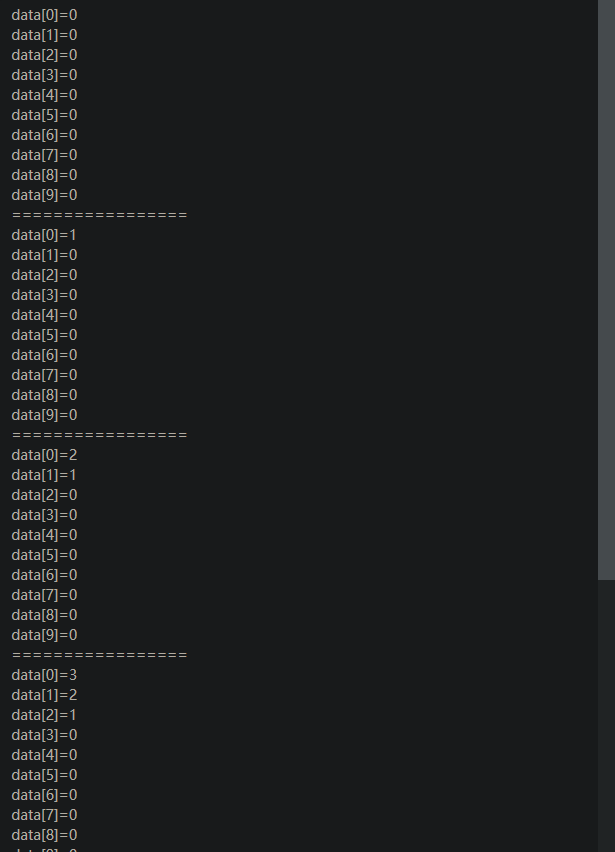 data[0]=0
data[1]=0
data[2]=0
data[3]=0
data[4]=0
data[5]=0
data[6]=0
data[7]=0
data[8]=0
data[9]=0
=================
data[0]=1
data[1]=0
data[2]=0
data[3]=0
data[4]=0
data[5]=0
data[6]=0
data[7]=0
data[8]=0
data[9]=0
=================
data[0]=2
data[1]=1
data[2]=0
data[3]=0
data[4]=0
data[5]=0
data[6]=0
data[7]=0
data[8]=0
data[9]=0
=================
data[0]=3
data[1]=2
data[2]=1
data[3]=0
data[4]=0
data[5]=0
data[6]=0
data[7]=0
data[8]=0